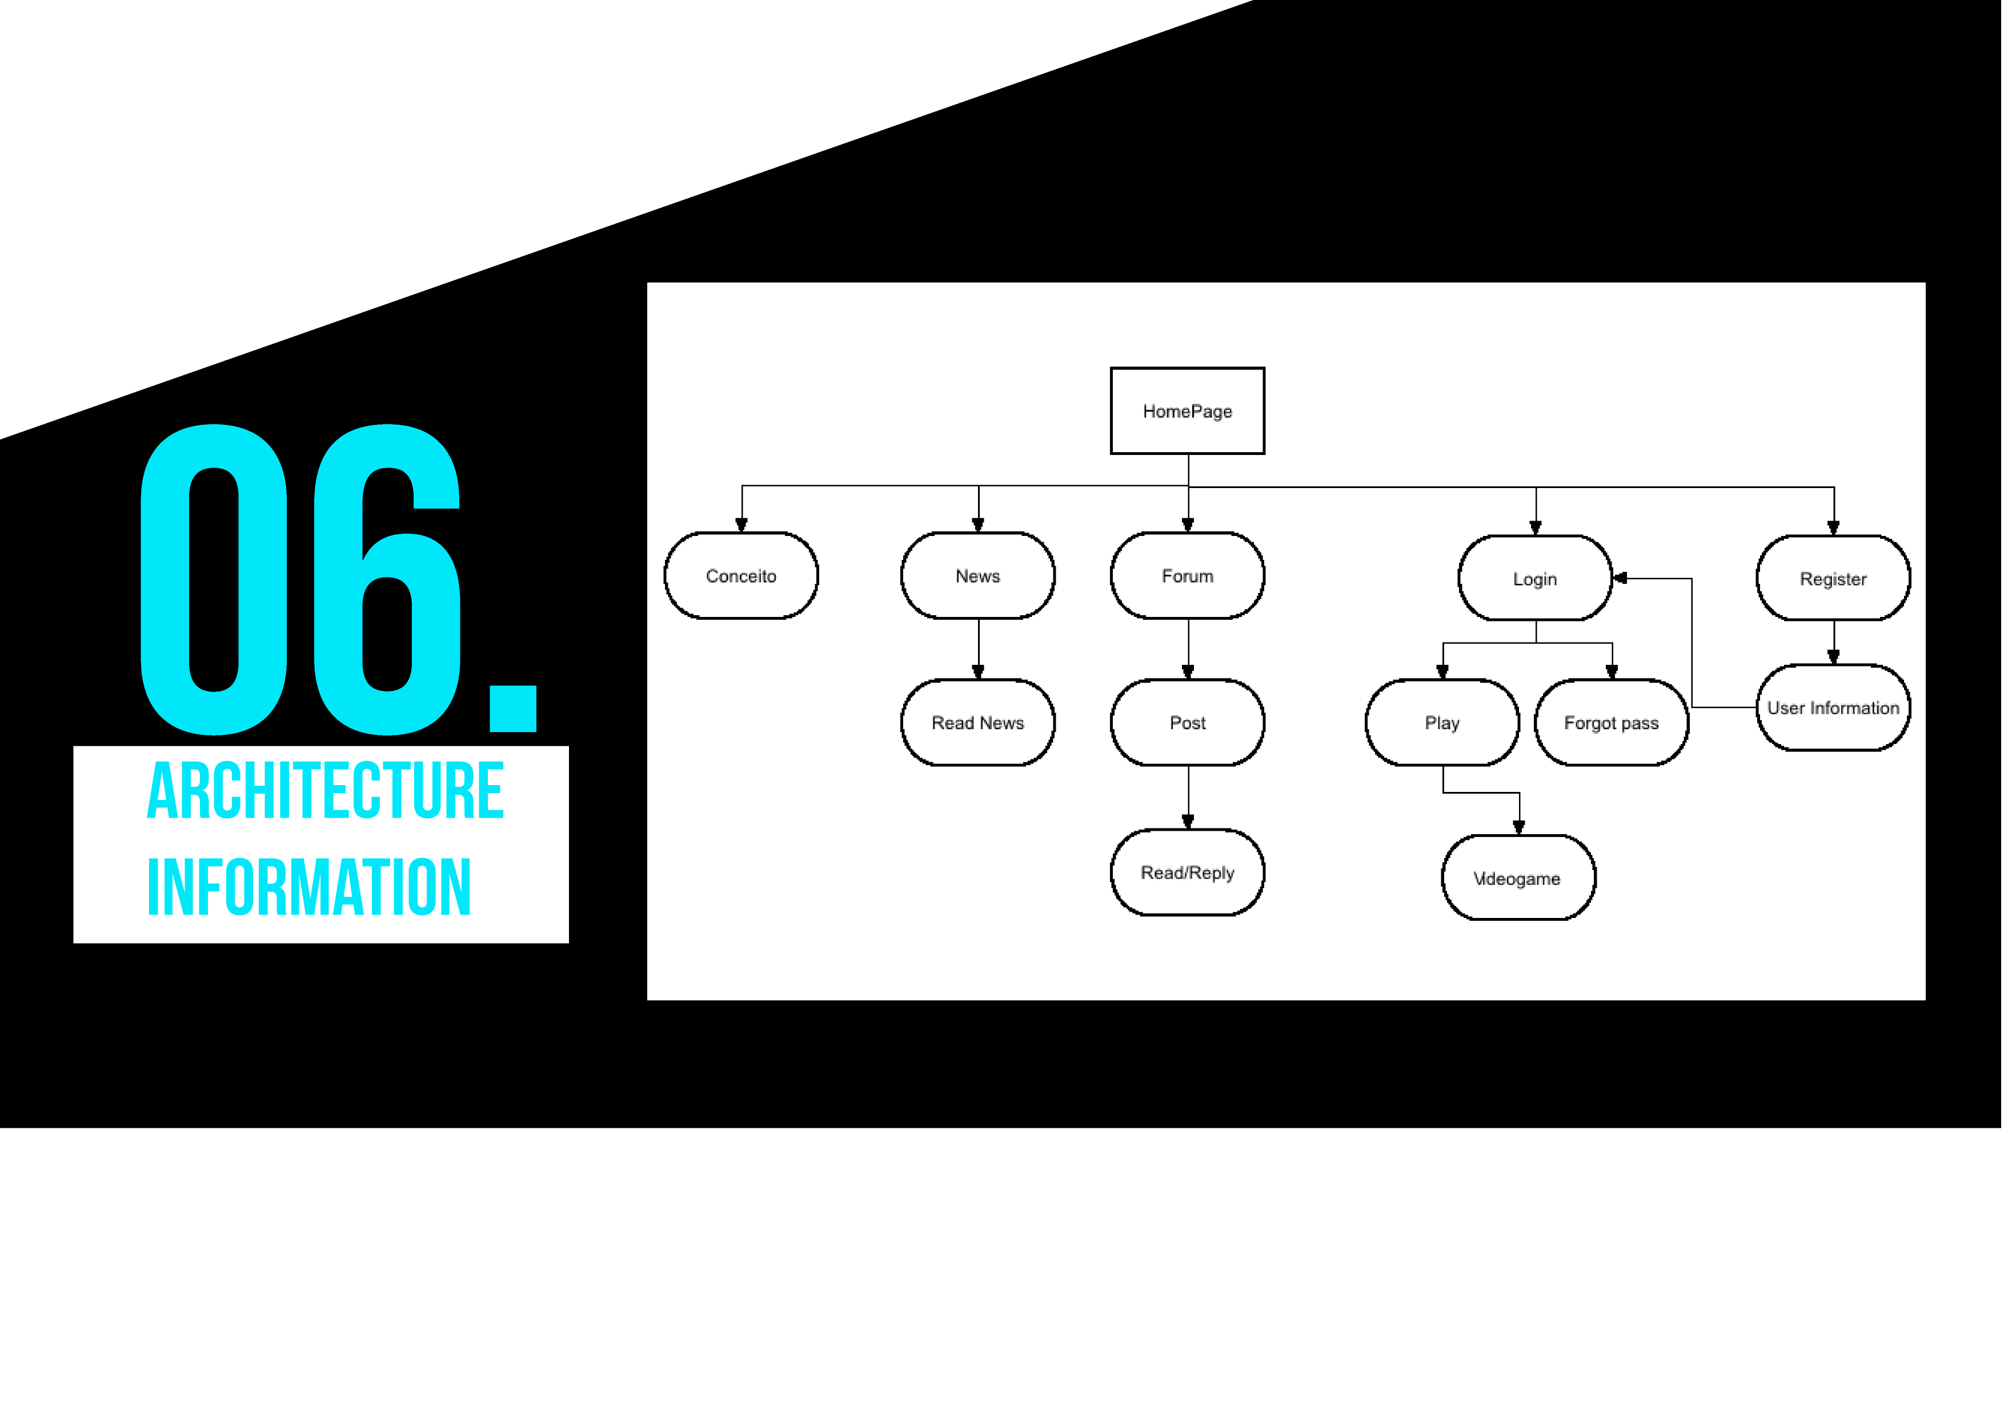 06.
ARCHITECTURE
INFORMATION
HomePage
Conceito
News
Forum
Login
Register
Read News
Post
Play
Forgot pass
User Information
Read/Reply
Videogame